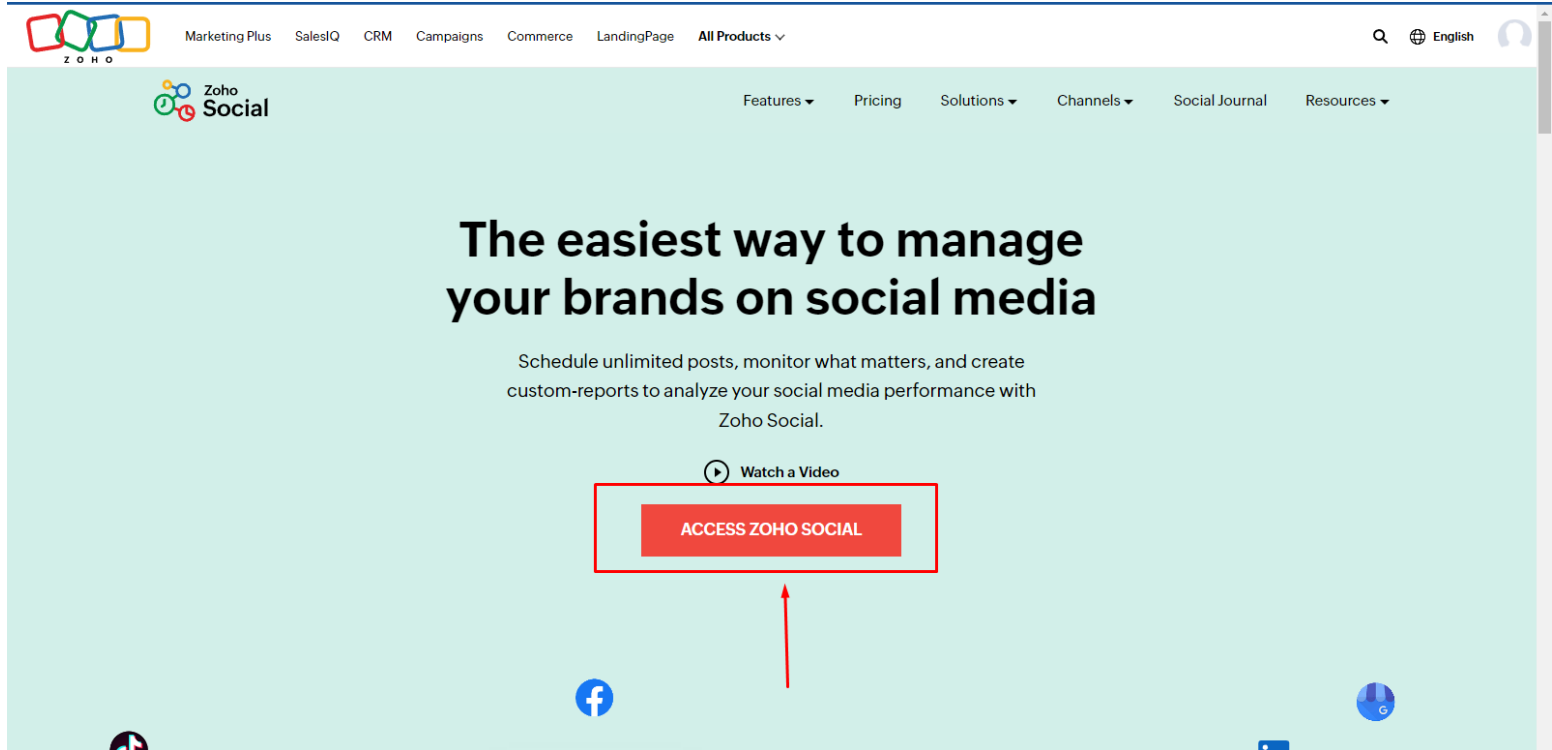 Marketing Plus SalesIQ CRM Campaigns Commerce LandingPage All Products English
ZOHO
Zoho
Social
Features Pricing Solutions Channels Social Journal Resources
The easiest way to manage
your brands on social media
Schedule unlimited posts, monitor what matters, and create
custom-reports to analyze your social media performance with
Zoho Social.
Watch a Video
ACCESS ZOHO SOCIAL
G